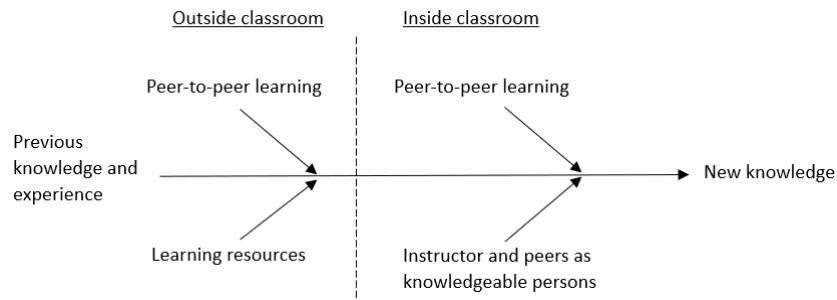 Outside classroom
Inside classroom
Peer-to-peer learning
Peer-to-peer learning
Previous
knowledge and
experience
New knowledge
Learning resources
Instructor and peers as
knowledgeable persons